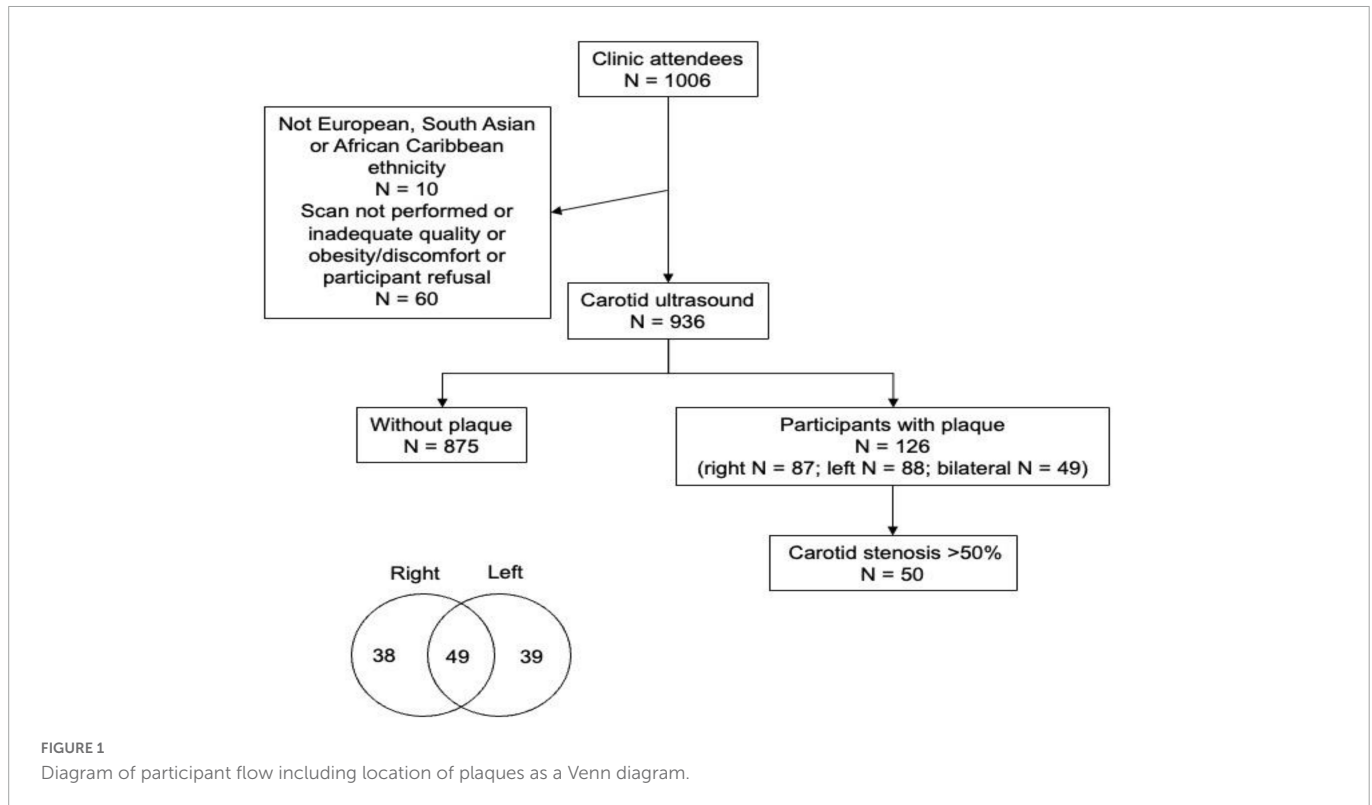 Clinic attendees
N = 1006
Not European, South Asian
or African Caribbean
ethnicity
N = 10
Scan not performed or
inadequate quality or
obesity/discomfort or
participant refusal
N = 60
Carotid ultrasound
N = 936
Without plaque
N = 875
Participants with plaque
N = 126
(right N = 87; left N = 88; bilateral N = 49)
Carotid stenosis >50%
N = 50
Right Left
38 49 39
FIGURE 1
Diagram of participant flow including location of plaques as a Venn diagram.